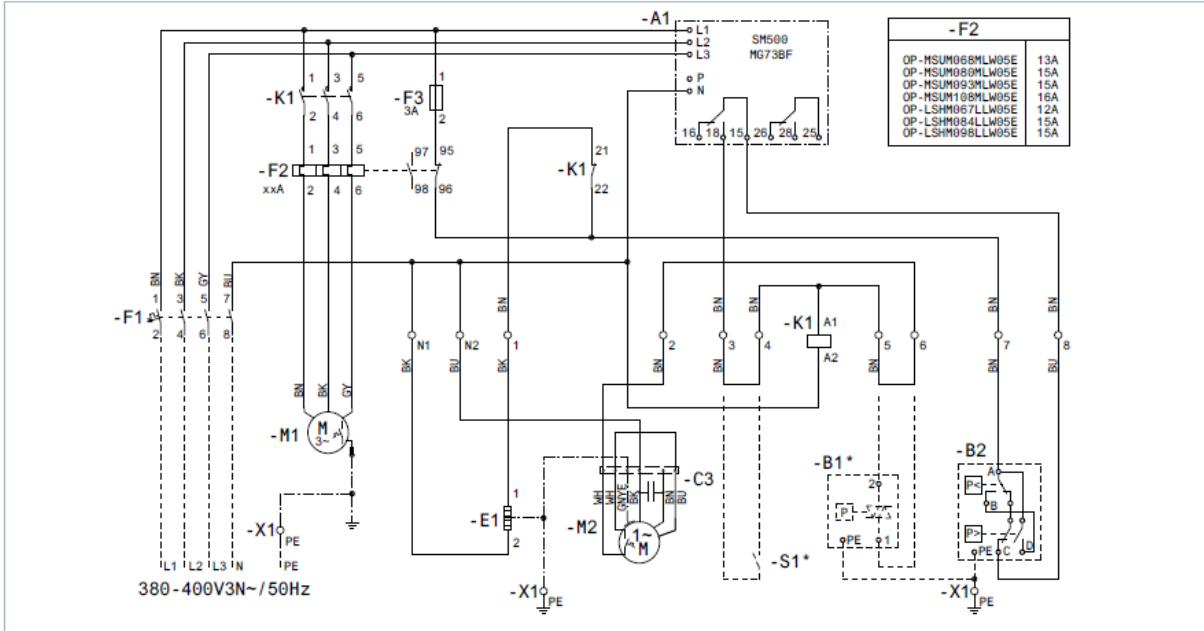 -A1
L1
L2
L3
P
N
SM500
MG73BF
16 18 15 26 28 25
-F2
OP-MSUM068MLW05E 13A
OP-MSUM080MLW05E 15A
OP-MSUM093MLW05E 15A
OP-MSUM108MLW05E 16A
OP-LSHM067LLW05E 12A
OP-LSHM084LLW05E 15A
OP-LSHM098LLW05E 15A
1 3 5
-K1
2 4 6
1
-F3
3A
2
1 3 5
-F2
xxA
2 4 6
97 95
98 96
21
-K1
22
BN BK GY BU
1 3 5 7
-F1
2 4 6 8
BN BN BN BN BN BN BU
N1 N2 1 2 3 4 5 6 7 8
-K1 A1
A2
BK BU BK BN BN BN BN BU
BN BK GY
-M1
M
3~
-X1
PE
PE
L1 L2 L3 N
380-400V3N~/50Hz
1
-E1
2
WH WH GNYE BK BN BU
-C3
-M2
1~
M
-X1
PE
-S1*
-B1*
2
P
PE 1
-B2
A
P<
B
P>
PE C D
-X1
PE